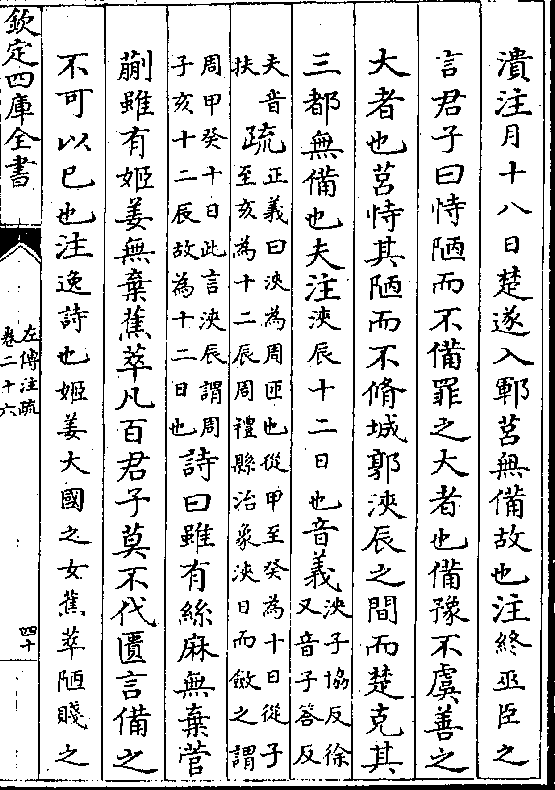 潰注月十八日楚遂入鄆莒無備故也注終巫臣之
言君子曰恃陋而不備罪之大者也備豫不虞善之
大者也莒恃其陋而不脩城郭浹辰之間而楚克其
三都無備也夫注浹辰十二日也音義浹子協反徐
又音子答反
夫音
扶
疏正義曰浹為周匝也從甲至癸為十日從子
至亥為十二辰周禮縣治象浹日而斂之謂
周甲癸十日此言浹辰謂周
子亥十二辰故為十二日也
詩曰雖有絲麻無棄菅
蒯雖有姬姜無棄蕉萃凡百君子莫不代匱言備之
不可以已也注逸詩也姬姜大國之女蕉萃陋賤之
欽定四庫全書
左傳注疏
卷二十六
四十